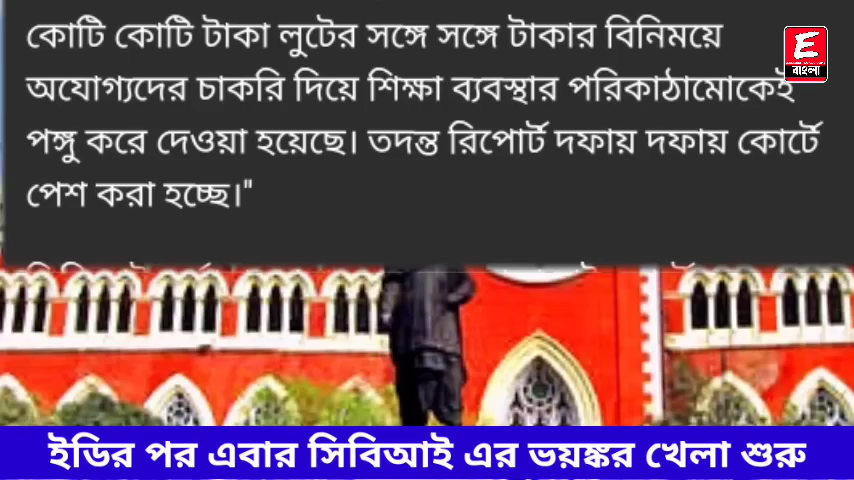 কোটি কোটি টাকা লুটের সঙ্গে সঙ্গে টাকার বিনিময়ে
অযোগ্যদের চাকরি দিয়ে শিক্ষা ব্যবস্থার পরিকাঠামোকেই
পঙ্গু করে দেওয়া হয়েছে। তদন্ত রিপোর্ট দফায় দফায় কোর্টে
পেশ করা হচ্ছে।"
E
বাংলা
ইডির পর এবার সিবিআই এর ভয়ঙ্কর খেলা শুরু